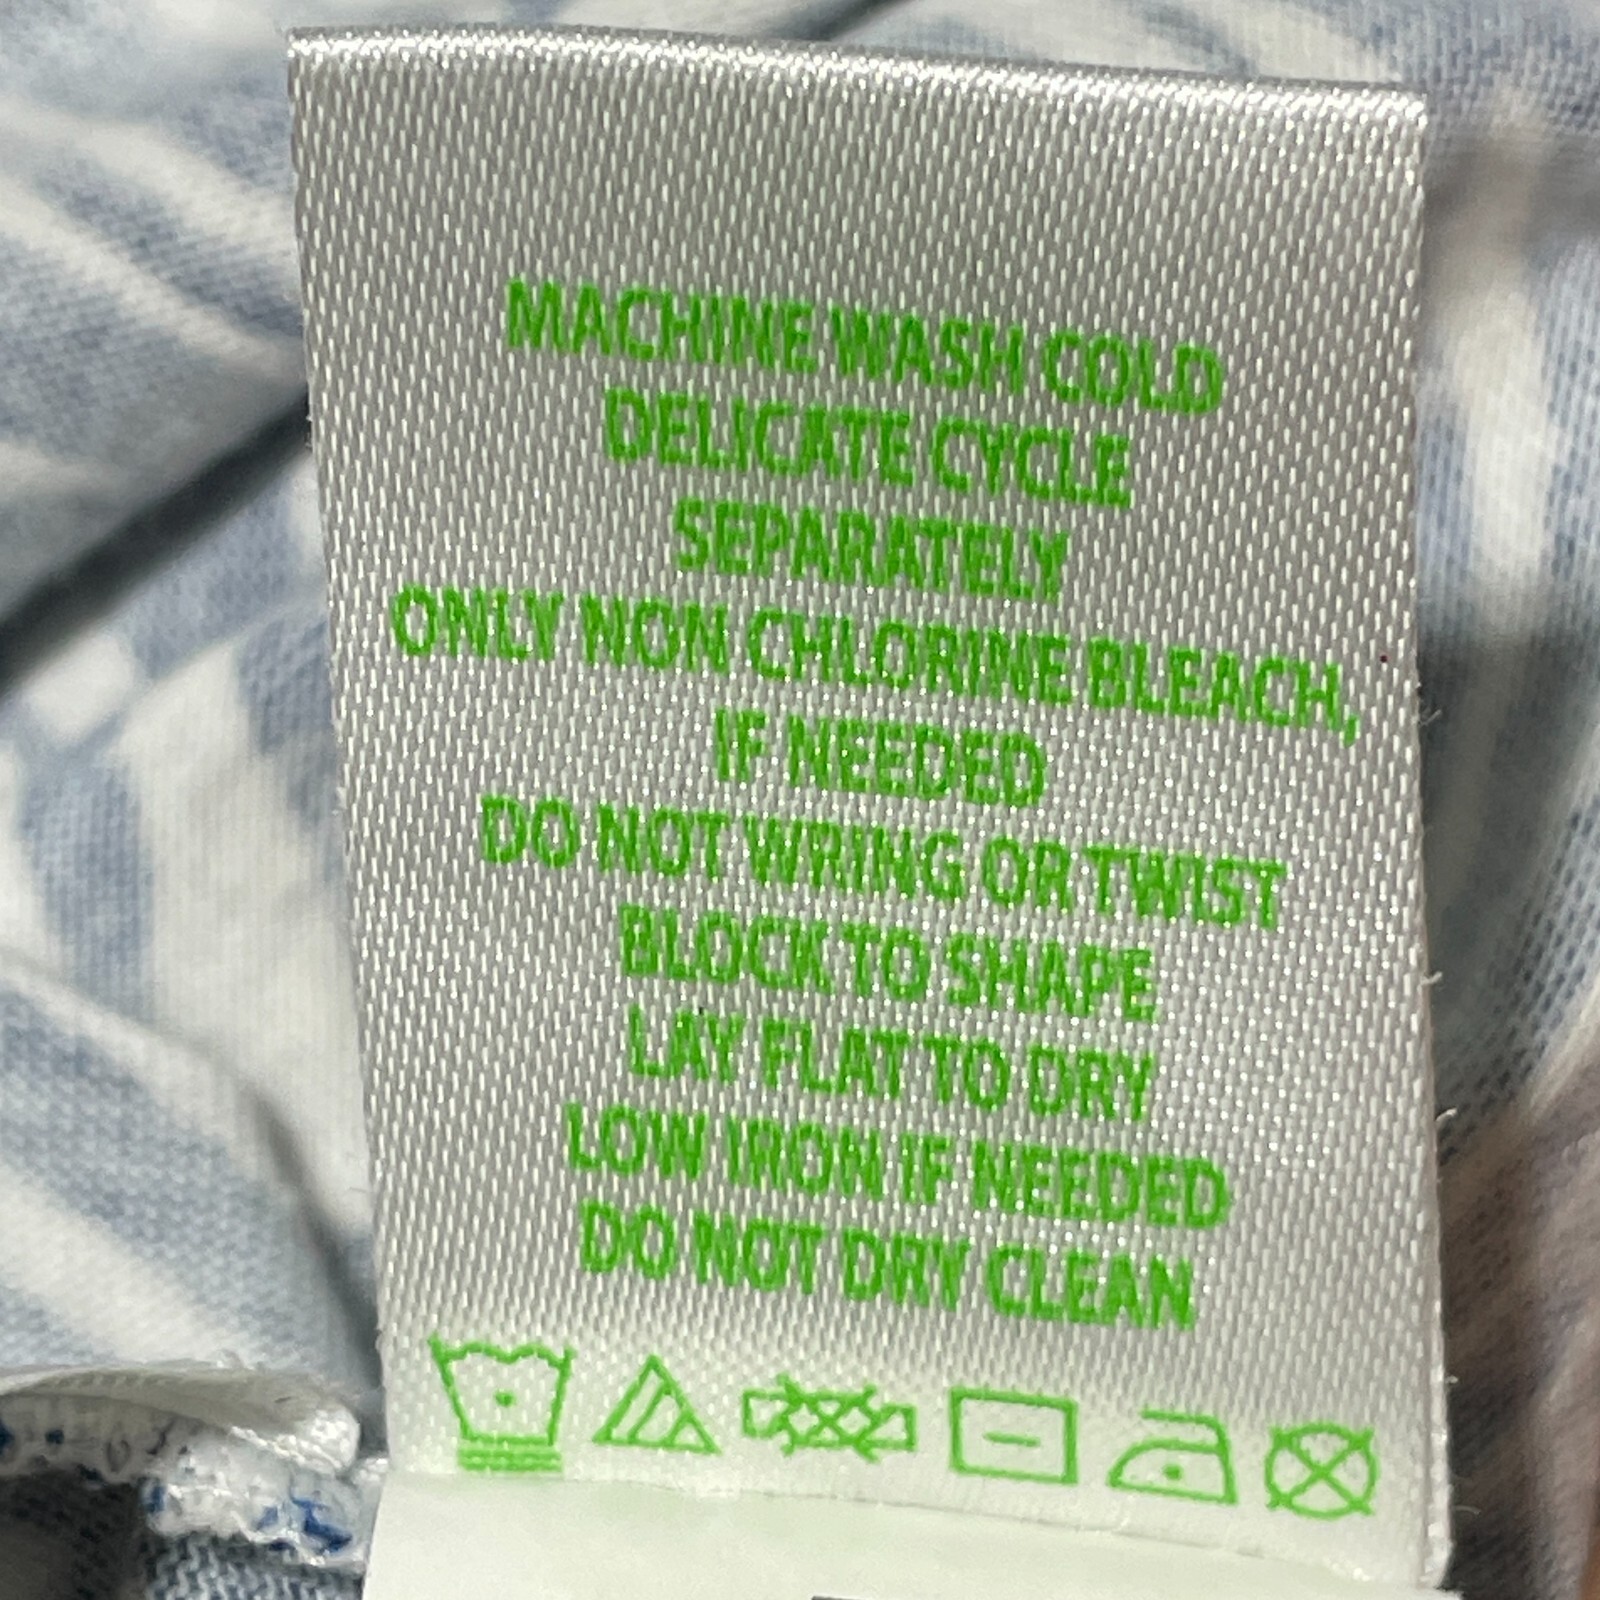 MACHINE WASH COLD
DELICATE CYCLE
SEPARATELY
ONLY NON CHLORINE BLEACH,
IF NEEDED
DO NOT WRING OR TWIST
BLOCK TO SHAPE
LAY FLAT TO DRY
LOW IRON IF NEEDED
DO NOT DRY CLEAN